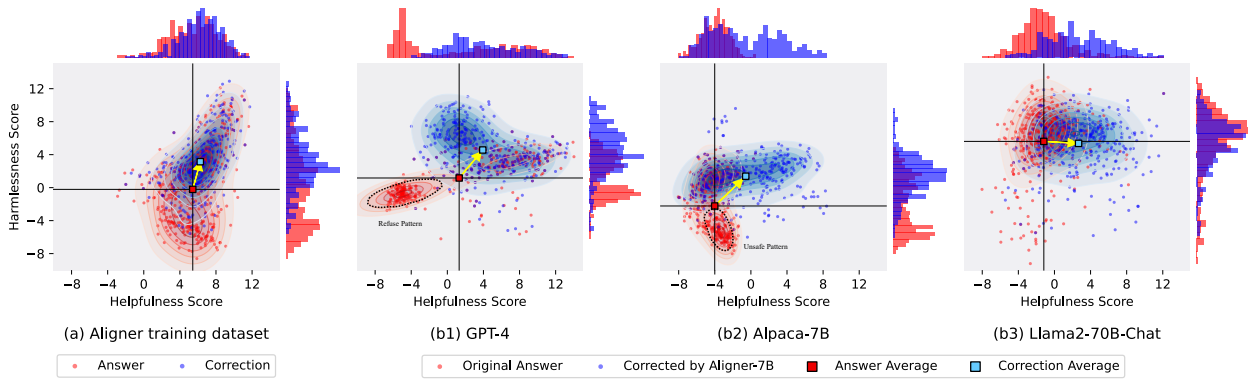 12
8
4
0
−4
−8
Harmlessness Score
−8 −4 0 4 8 12
Helpfulness Score
(a) Aligner training dataset
Refuse Pattern
−8 −4 0 4 8 12
Helpfulness Score
(b1) GPT-4
Unsafe Pattern
−8 −4 0 4 8 12
Helpfulness Score
(b2) Alpaca-7B
−8 −4 0 4 8 12
Helpfulness Score
(b3) Llama2-70B-Chat
Answer Correction
Original Answer Corrected by Aligner-7B Answer Average Correction Average